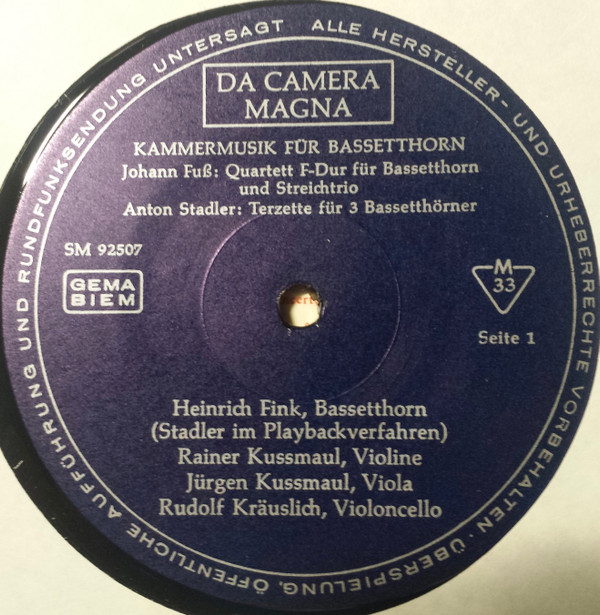 ALLE HERSTELLER- UND URHEBERRECHTE VORBEHALTEN · ÜBERSPIELUNG, ÖFFENTLICHE AUFFÜHRUNG UND RUNDFUNKSENDUNG UNTERSAGT
DA CAMERA
MAGNA
KAMMERMUSIK FÜR BASSETTHORN
Johann Fuß: Quartett F-Dur für Bassetthorn
und Streichtrio
Anton Stadler: Terzette für 3 Bassetthörner
SM 92507
GEMA
BIEM
M
33
Seite 1
Heinrich Fink, Bassetthorn
(Stadler im Playbackverfahren)
Rainer Kussmaul, Violine
Jürgen Kussmaul, Viola
Rudolf Kräuslich, Violoncello